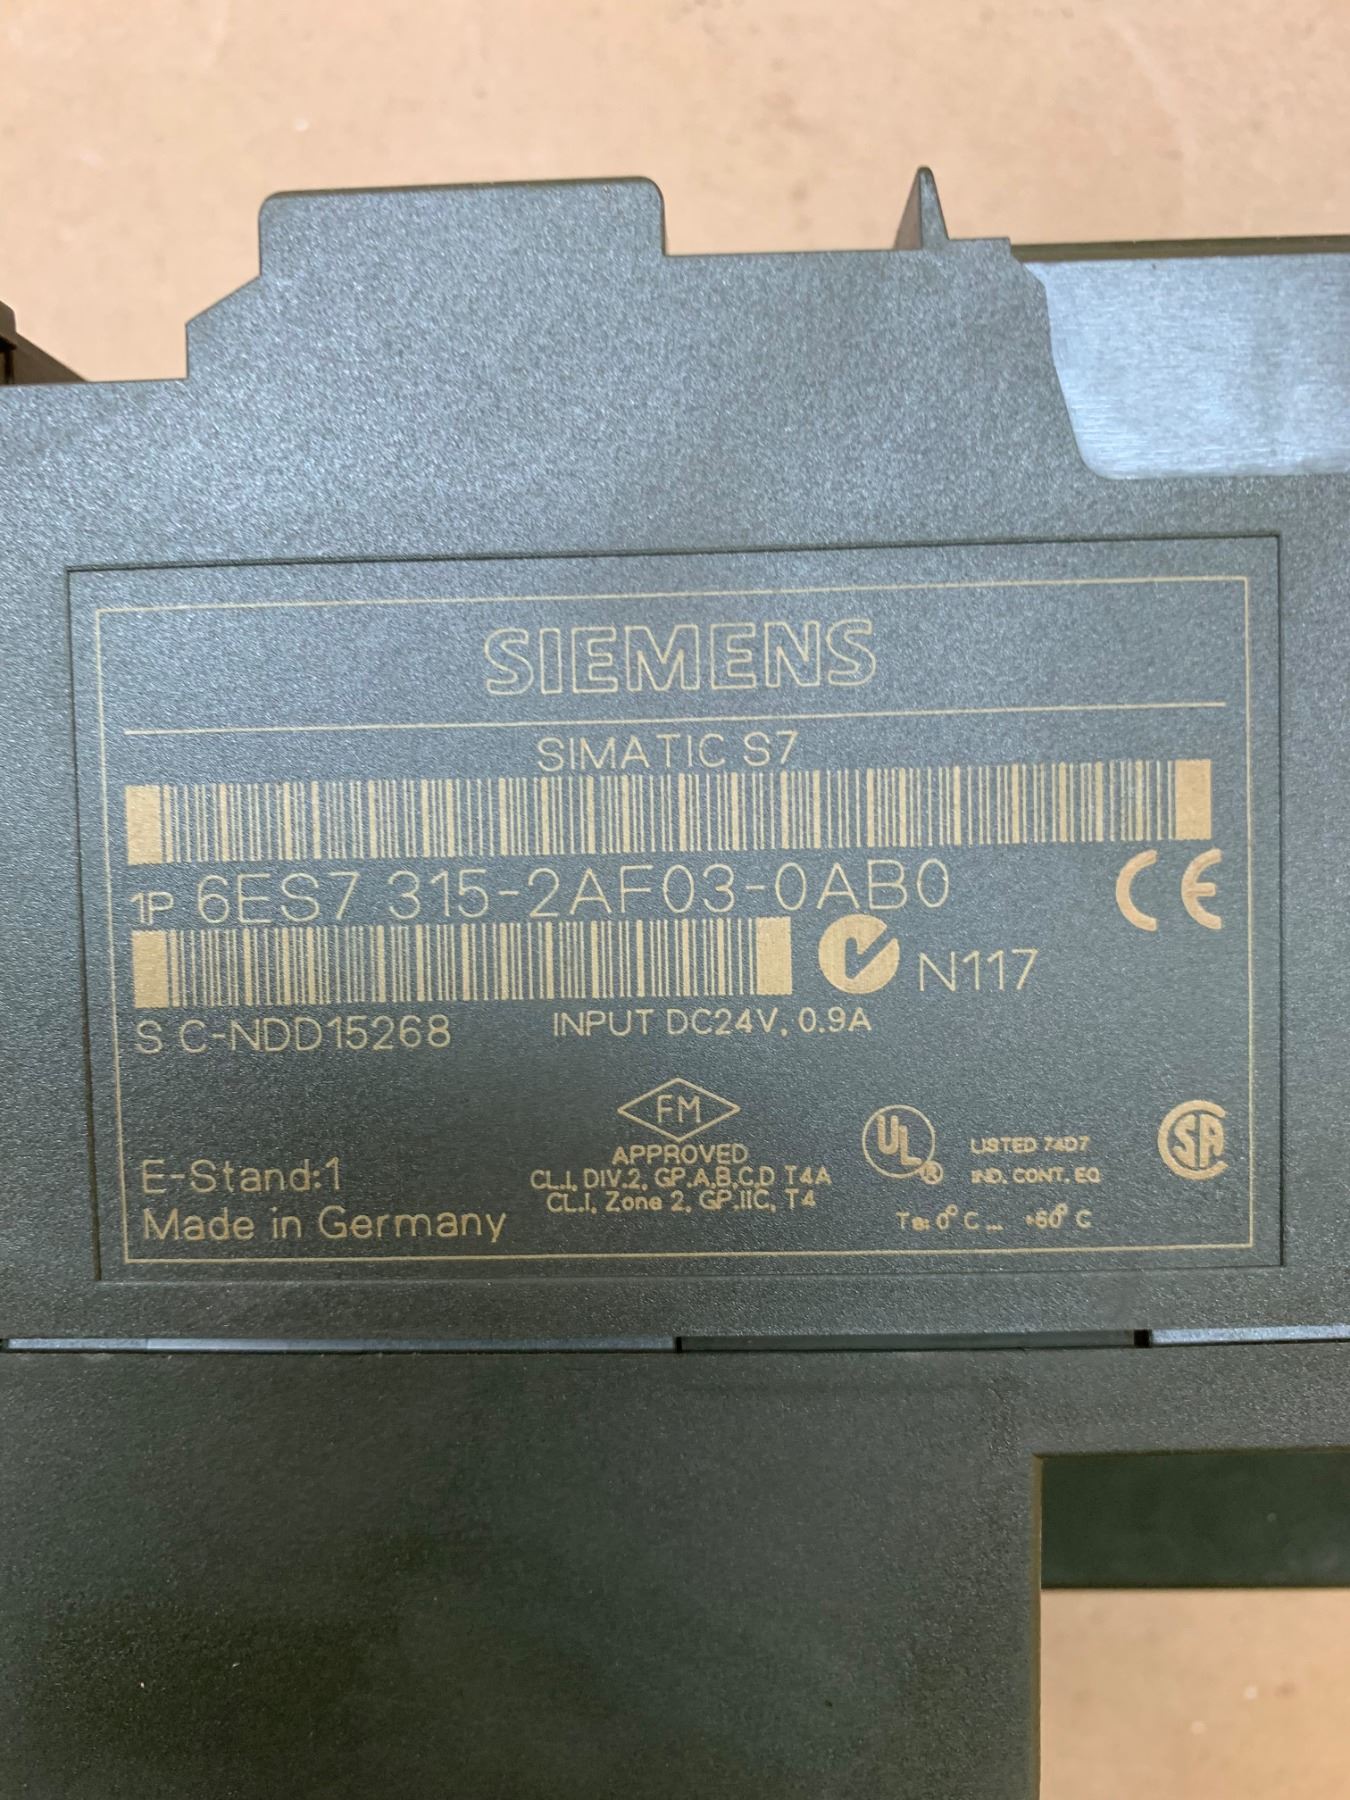 SIEMENS
SIMATIC S7
1P 6ES7 315-2AF03-0AB0
CE
N117
S C-NDD15268
INPUT DC24V, 0.9A
FM
APPROVED
CL.I, DIV.2, GP.A,B,C,D T4A
CL.I, Zone 2, GP.IIC, T4
UL ®
LISTED 74D7
IND. CONT. EQ
SA
Ta: 0° C ... +60° C
E-Stand:1
Made in Germany